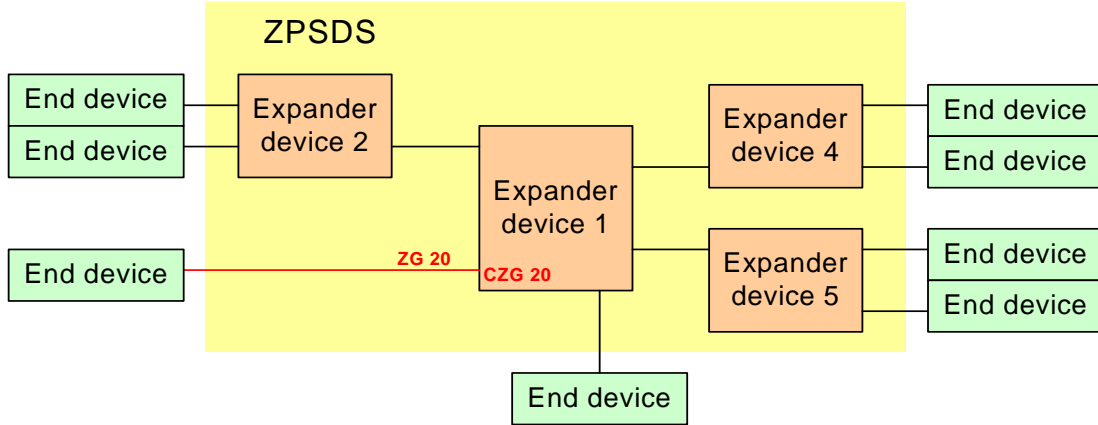 ZPSDS
End device
End device
Expander
device 2
Expander
device 4
End device
End device
Expander
device 1
End device
ZG 20
CZG 20
Expander
device 5
End device
End device
End device